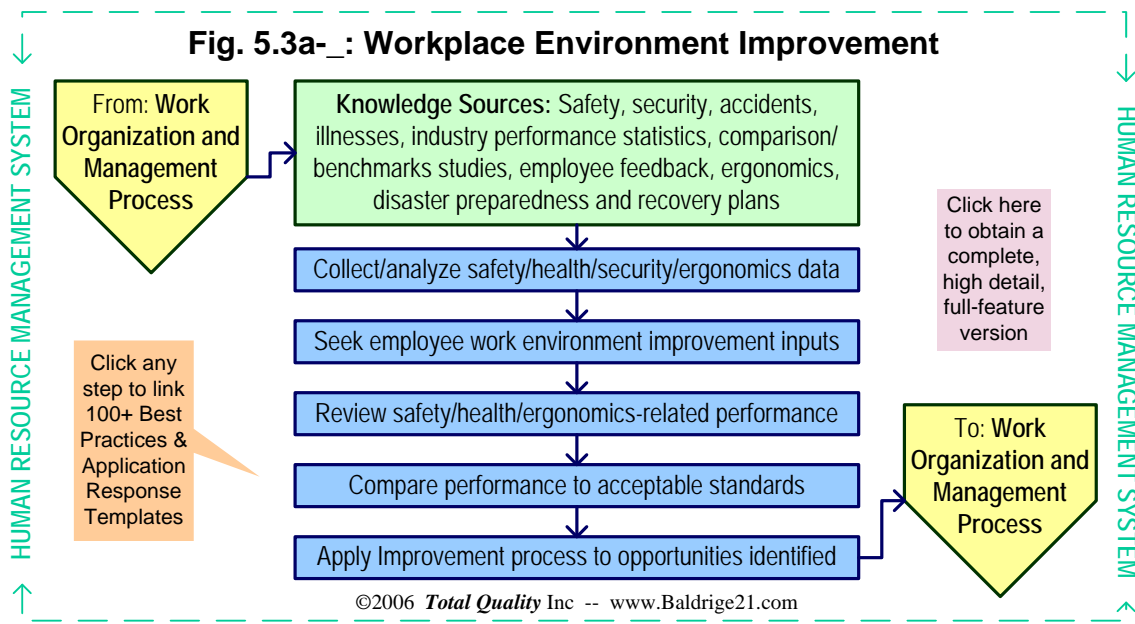 Fig. 5.3a-_: Workplace Environment Improvement
HUMAN RESOURCE MANAGEMENT SYSTEM
From: Work
Organization and
Management
Process
Knowledge Sources: Safety, security, accidents,
illnesses, industry performance statistics, comparison/
benchmarks studies, employee feedback, ergonomics,
disaster preparedness and recovery plans
Collect/analyze safety/health/security/ergonomics data
Seek employee work environment improvement inputs
Review safety/health/ergonomics-related performance
Compare performance to acceptable standards
Apply Improvement process to opportunities identified
Click any
step to link
100+ Best
Practices &
Application
Response
Templates
Click here
to obtain a
complete,
high detail,
full-feature
version
To: Work
Organization and
Management
Process
HUMAN RESOURCE MANAGEMENT SYSTEM
©2006 Total Quality Inc -- www.Baldrige21.com